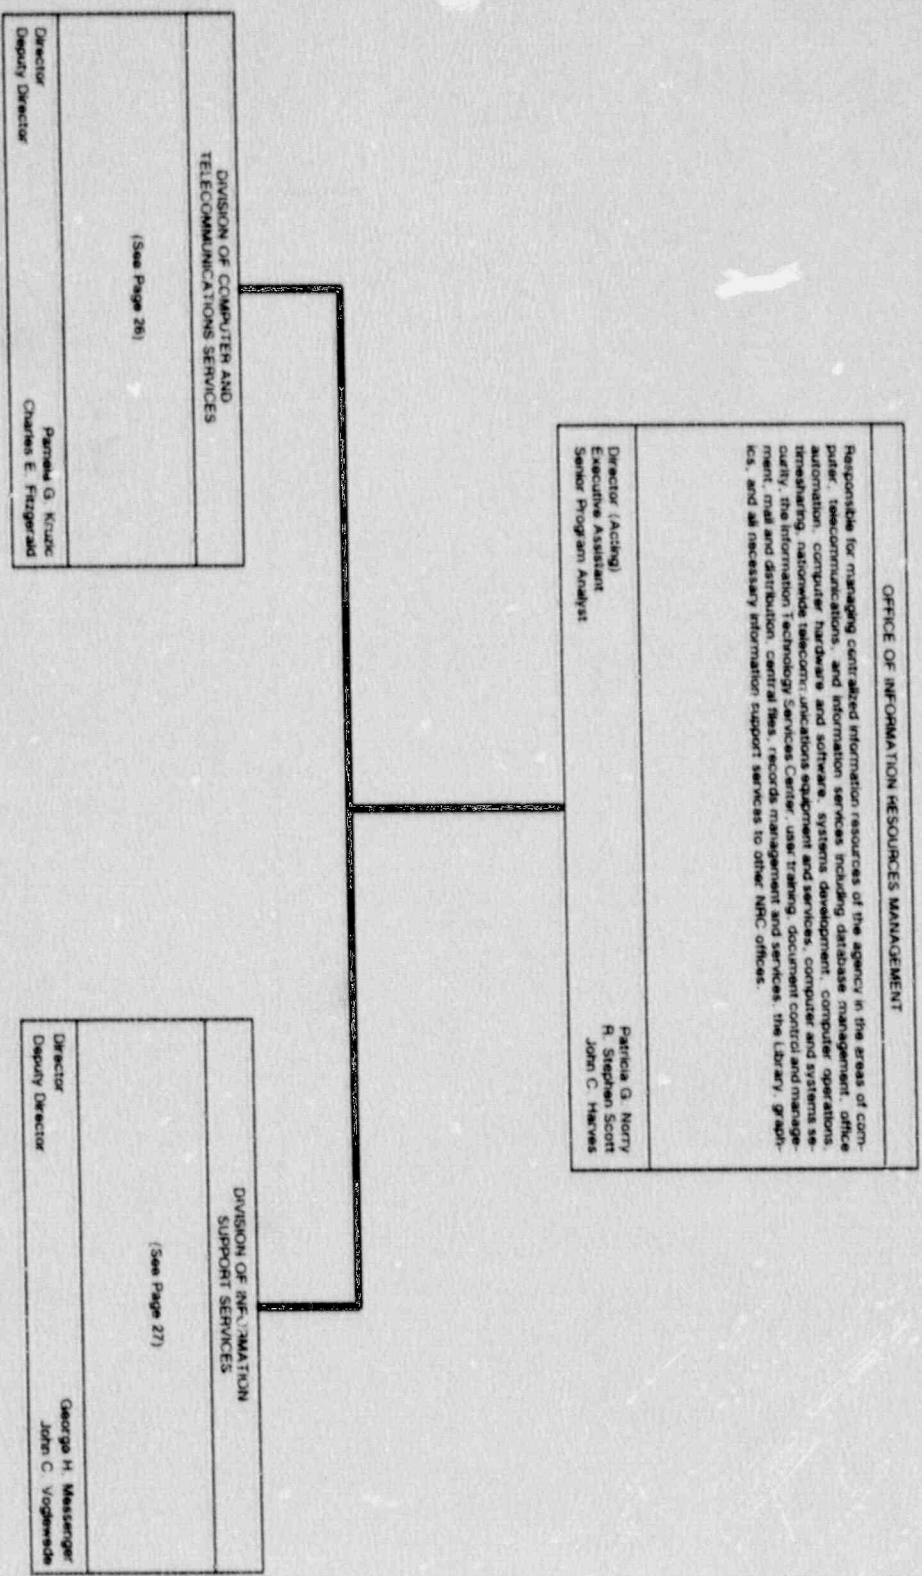 OFFICE OF INFORMATION RESOURCES MANAGEMENT
Responsible for managing centralized information resources of the agency in the areas of com-
puter, telecommunications, and information services including database management, office
automation, computer hardware and software, systems development, computer operations,
timesharing, nationwide telecommunications equipment and services, computer and systems se-
curity, the Information Technology Services Center, user training, document control and manage-
ment, mail and distribution, central files, records management and services, the Library, graph-
ics, and all necessary information support services to other NRC offices.
Director (Acting) Patricia G. Norry
Executive Assistant R. Stephen Scott
Senior Program Analyst John C. Harves
DIVISION OF COMPUTER AND
TELECOMMUNICATIONS SERVICES
(See Page 26)
Director Pamela G. Kruzic
Deputy Director Charles E. Fitzgerald
DIVISION OF INFORMATION
SUPPORT SERVICES
(See Page 27)
Director George H. Messenger
Deputy Director John C. Voglewede